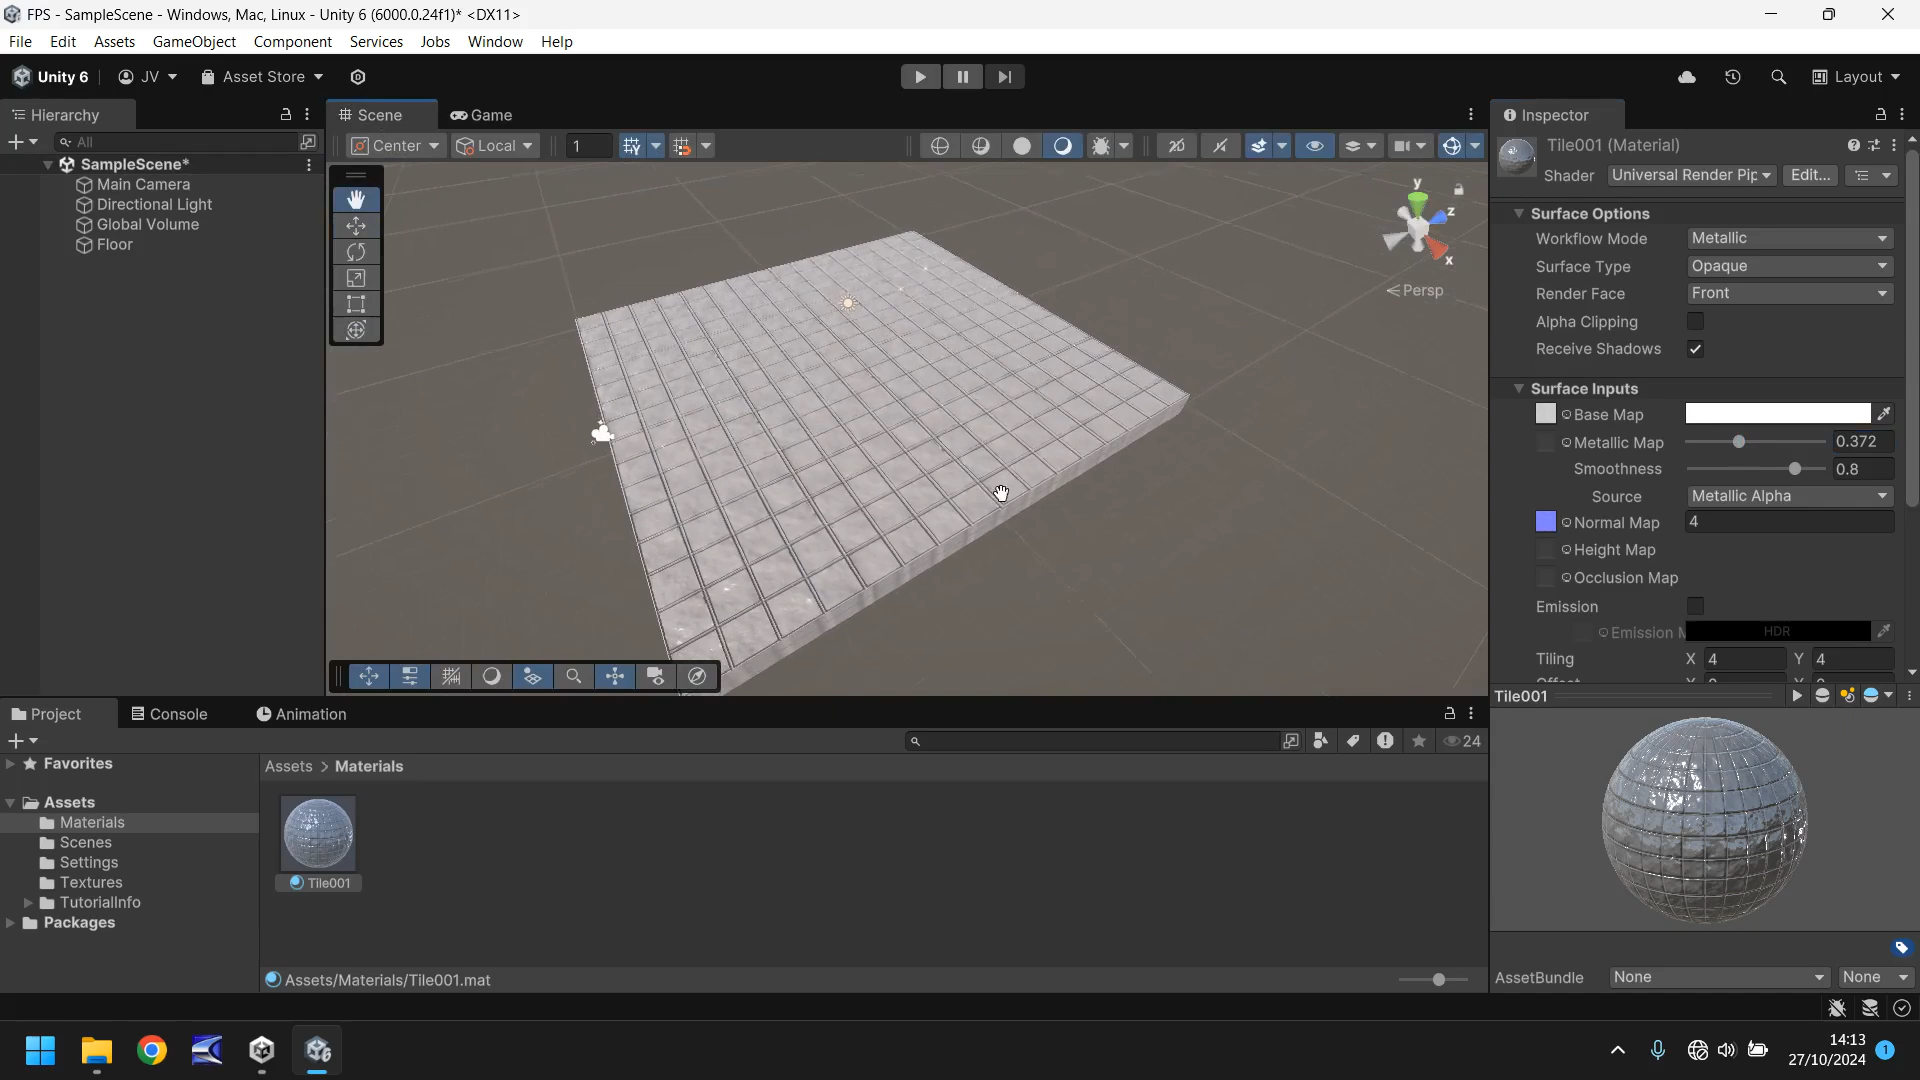 FPS - SampleScene - Windows, Mac, Linux - Unity 6 (6000.0.24f1)* <DX11>
File Edit Assets GameObject Component Services Jobs Window Help
Unity 6 JV Asset Store Layout
Hierarchy
All
SampleScene*
Main Camera
Directional Light
Global Volume
Floor
Scene Game
Center Local 1 2D
y
z
x
Persp
Inspector
Tile001 (Material)
Shader Universal Render Pip Edit...
Surface Options
Workflow Mode Metallic
Surface Type Opaque
Render Face Front
Alpha Clipping
Receive Shadows
Surface Inputs
Base Map
Metallic Map 0.372
Smoothness 0.8
Source Metallic Alpha
Normal Map 4
Height Map
Occlusion Map
Emission
Emission M HDR
Tiling X 4 Y 4
Tile001
AssetBundle None None
Project Console Animation
24
Favorites
Assets
Materials
Scenes
Settings
Textures
TutorialInfo
Packages
Assets > Materials
Tile001
Assets/Materials/Tile001.mat
14:13
27/10/2024
1